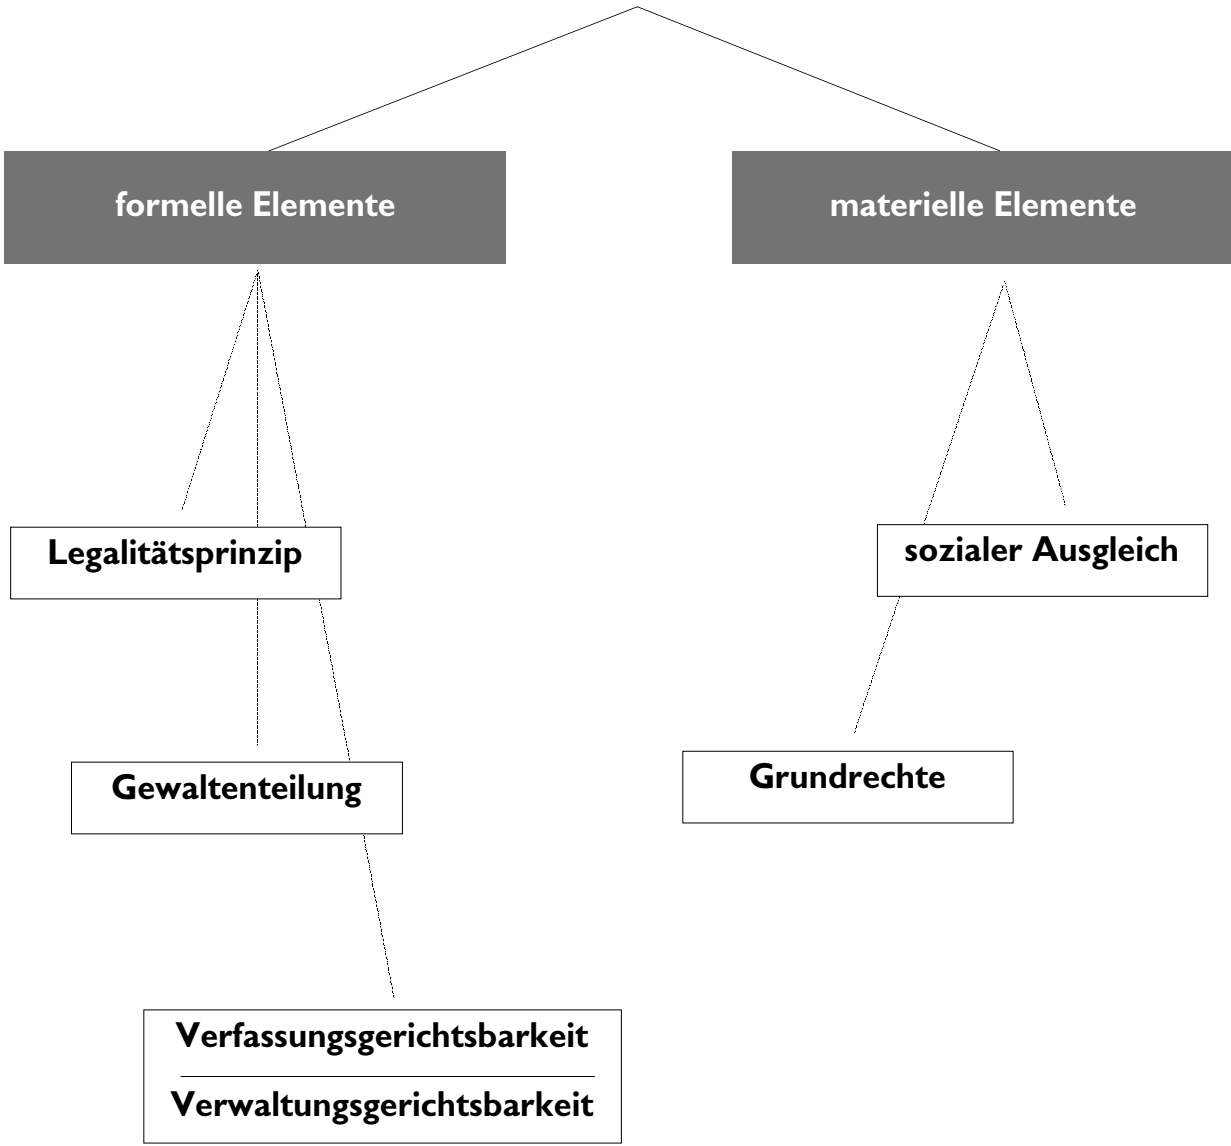 formelle Elemente
materielle Elemente
Legalitätsprinzip
sozialer Ausgleich
Gewaltenteilung
Grundrechte
Verfassungsgerichtsbarkeit
Verwaltungsgerichtsbarkeit